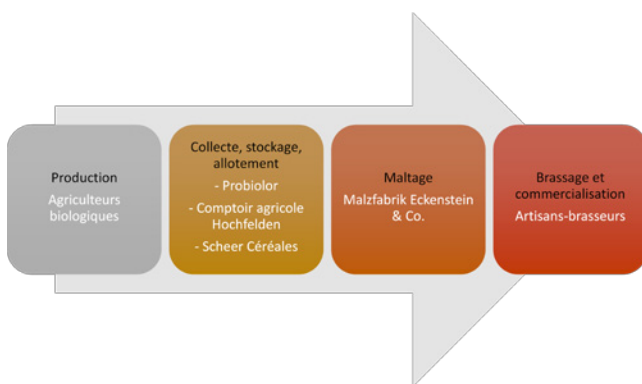 Production
Agriculteurs
biologiques
Collecte, stockage,
allotement
- Probiolor
- Comptoir agricole
Hochfelden
- Scheer Céréales
Maltage
Malzfabrik Eckenstein
& Co.
Brassage et
commercialisation
Artisans-brasseurs